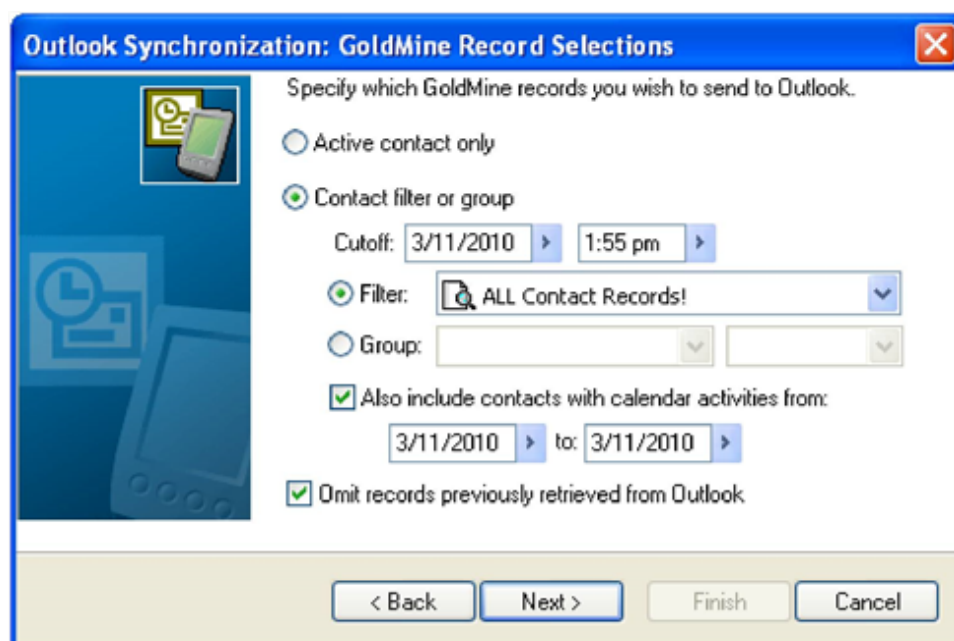 Outlook Synchronization: GoldMine Record Selections
Specify which GoldMine records you wish to send to Outlook.
Active contact only
Contact filter or group
Cutoff: 3/11/2010 1:55 pm
Filter: ALL Contact Records!
Group:
Also include contacts with calendar activities from:
3/11/2010 to: 3/11/2010
Omit records previously retrieved from Outlook
< Back Next > Finish Cancel